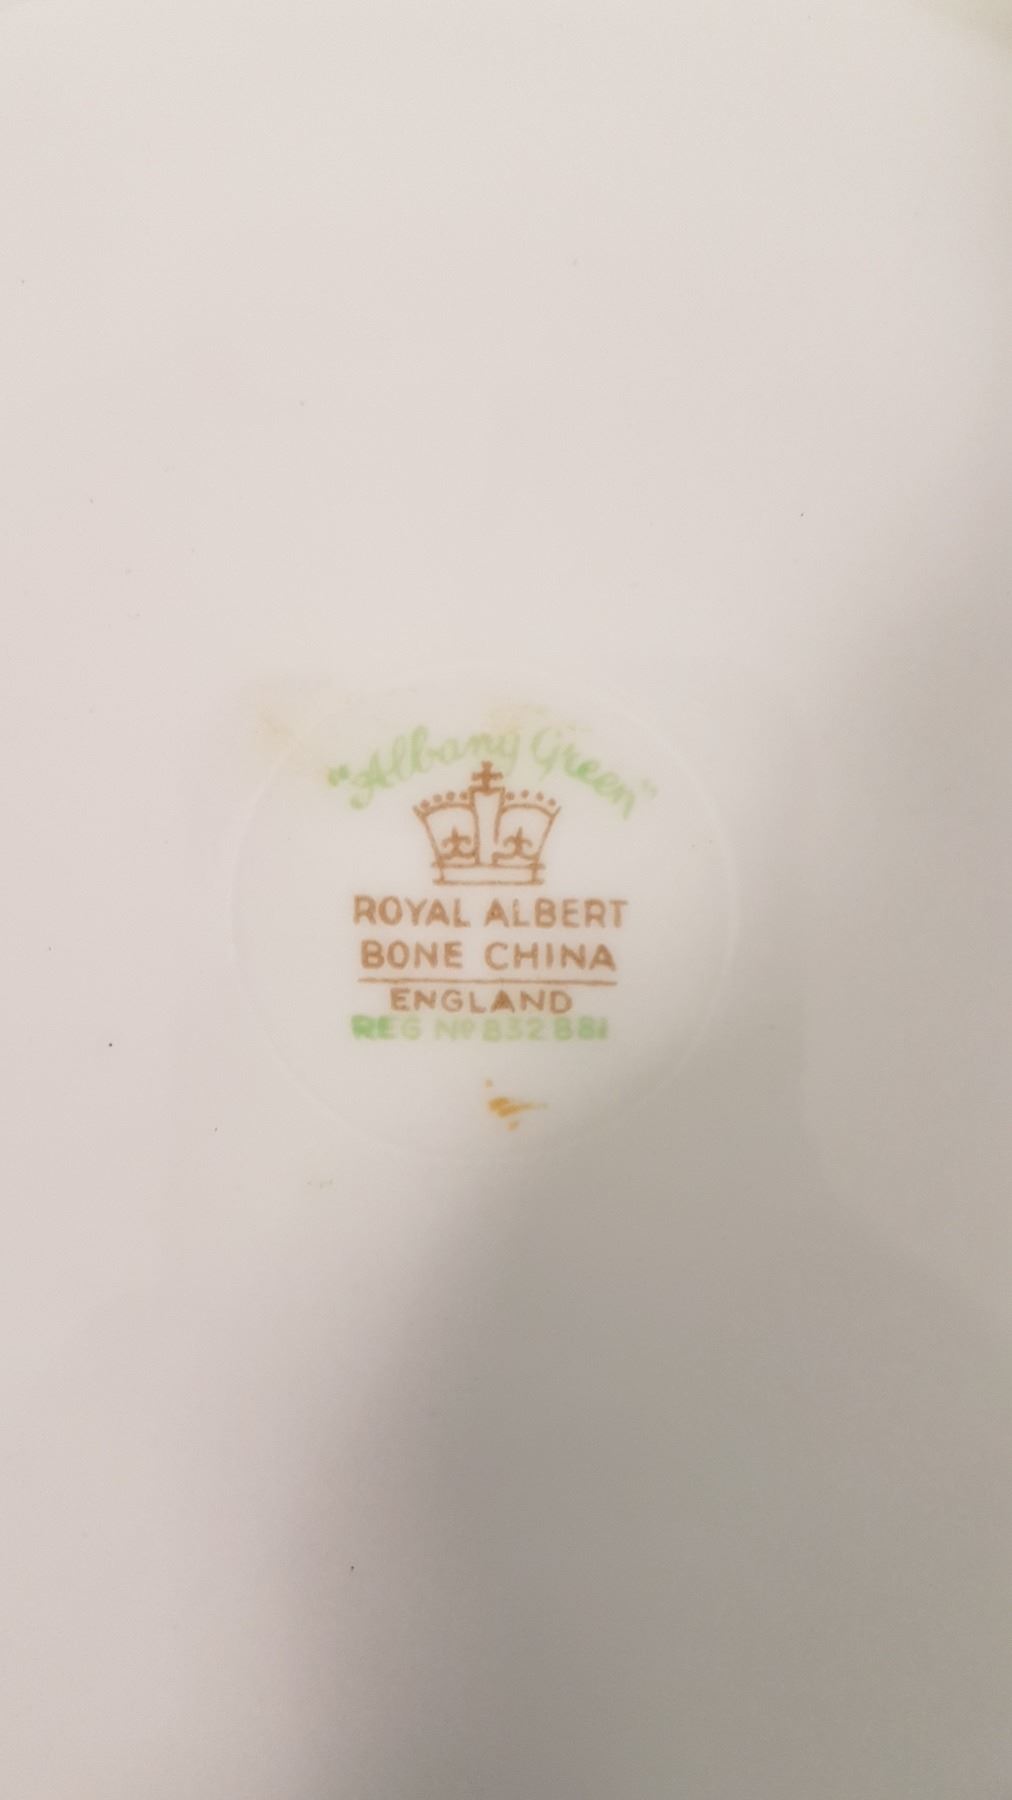 "Albany Green"
ROYAL ALBERT
BONE CHINA
ENGLAND
REG Nº 832881